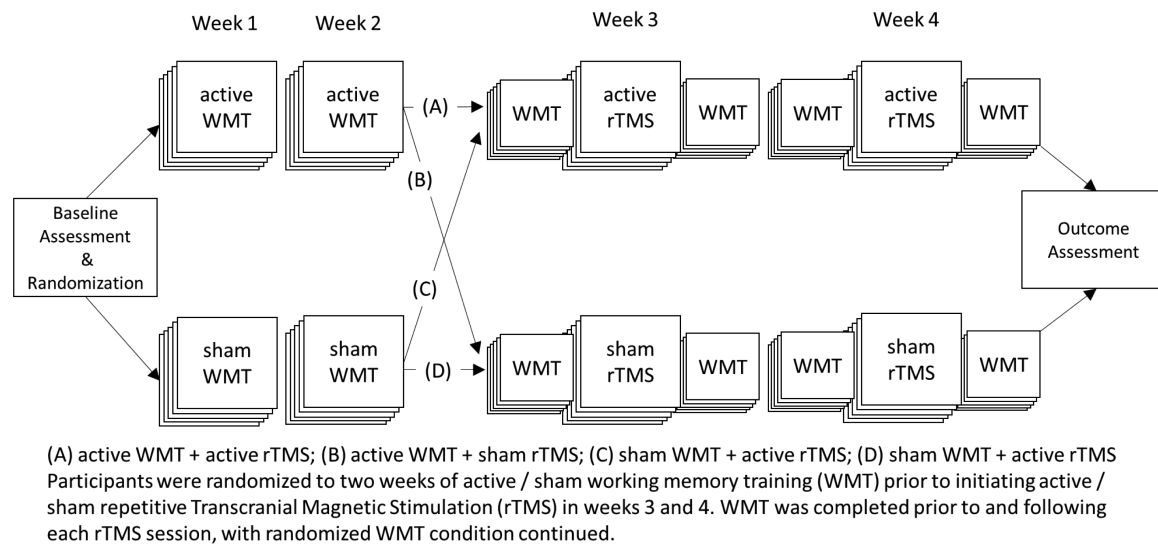 Week 1
Week 2
Week 3
Week 4
active
WMT
active
WMT
(A)
WMT
active
rTMS
WMT
WMT
active
rTMS
WMT
(B)
Baseline
Assessment
&
Randomization
Outcome
Assessment
(C)
sham
WMT
sham
WMT
(D)
WMT
sham
rTMS
WMT
WMT
sham
rTMS
WMT
(A) active WMT + active rTMS; (B) active WMT + sham rTMS; (C) sham WMT + active rTMS; (D) sham WMT + active rTMS
Participants were randomized to two weeks of active / sham working memory training (WMT) prior to initiating active /
sham repetitive Transcranial Magnetic Stimulation (rTMS) in weeks 3 and 4. WMT was completed prior to and following
each rTMS session, with randomized WMT condition continued.